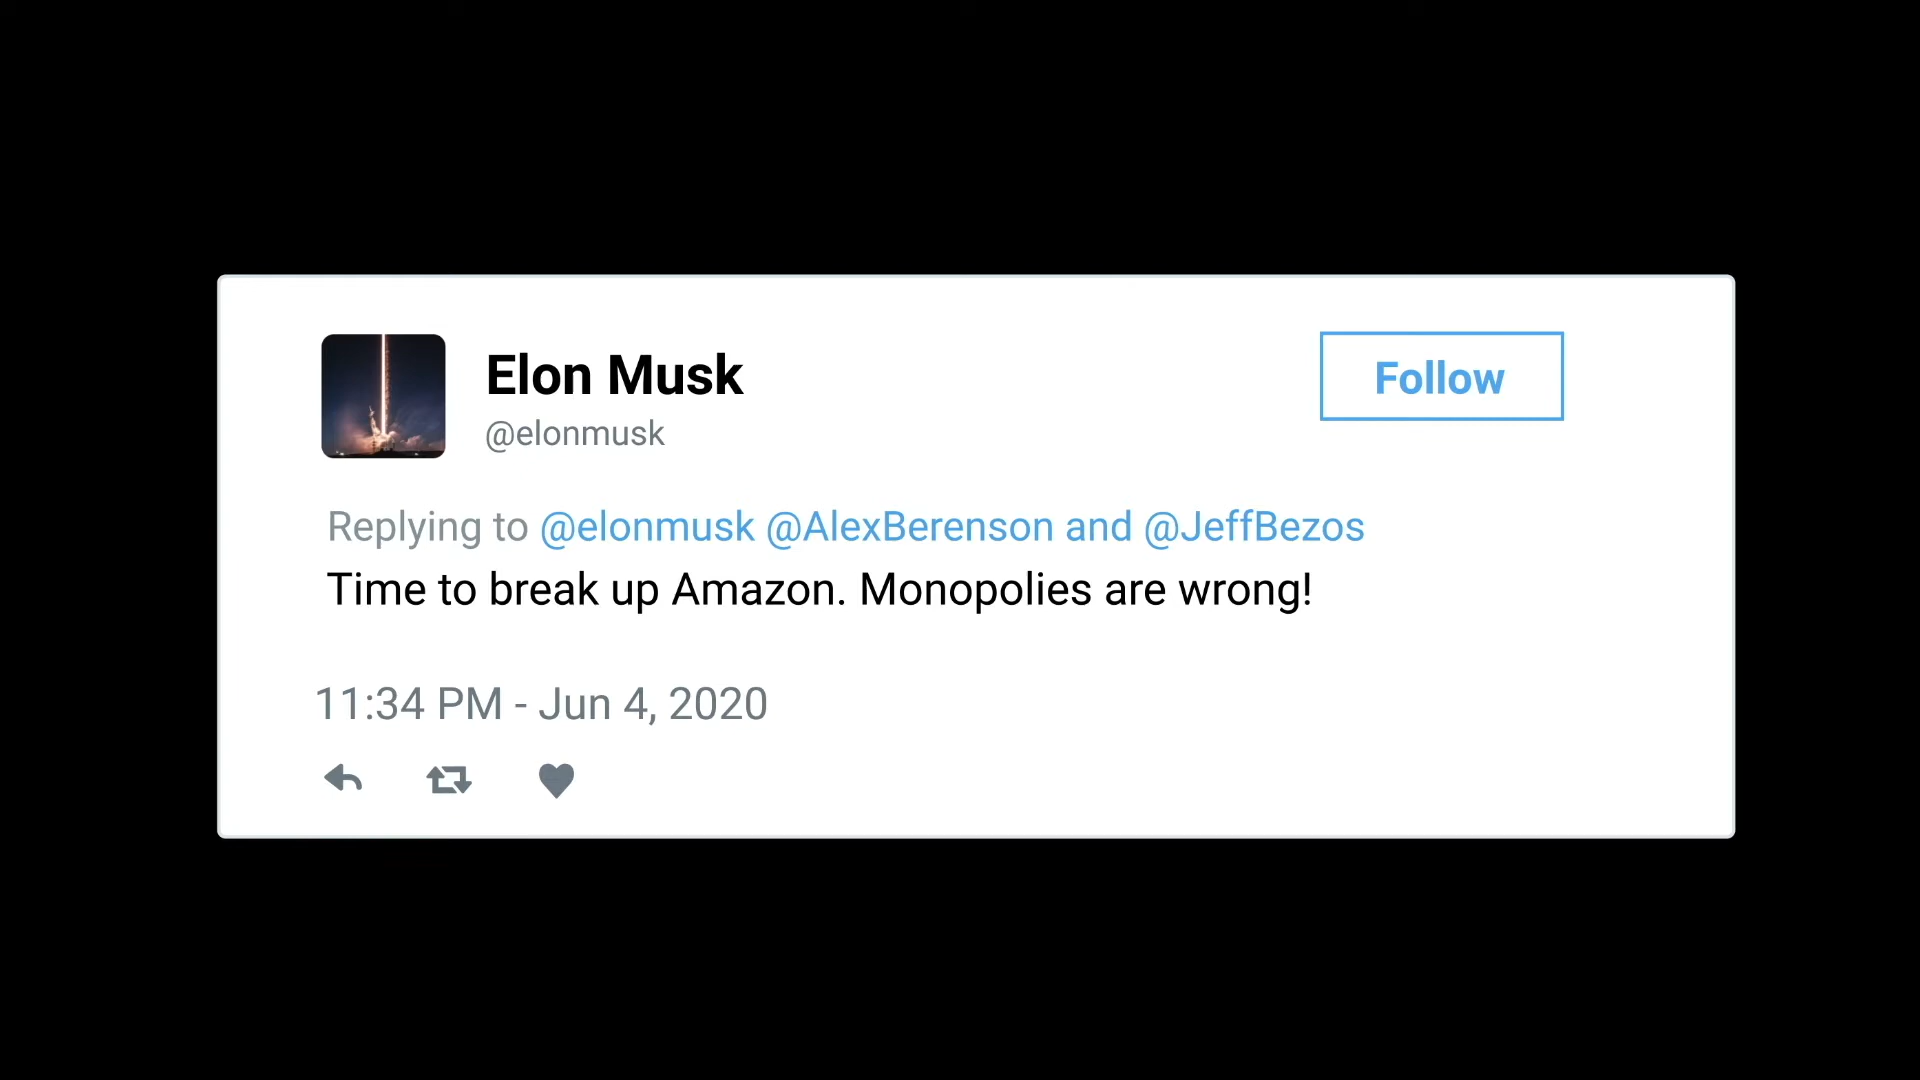 Elon Musk
@elonmusk
Follow
Replying to @elonmusk @AlexBerenson and @JeffBezos
Time to break up Amazon. Monopolies are wrong!
11:34 PM - Jun 4, 2020